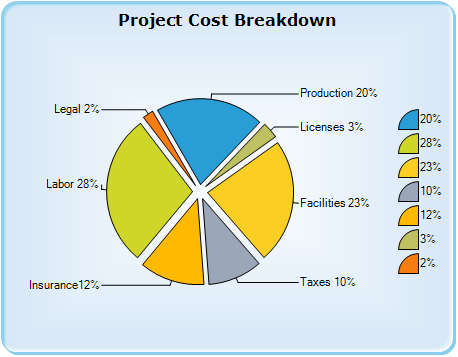 Project Cost Breakdown
Production 20%
Legal 2%
Licenses 3%
Labor 28%
Facilities 23%
Insurance12%
Taxes 10%
20%
28%
23%
10%
12%
3%
2%